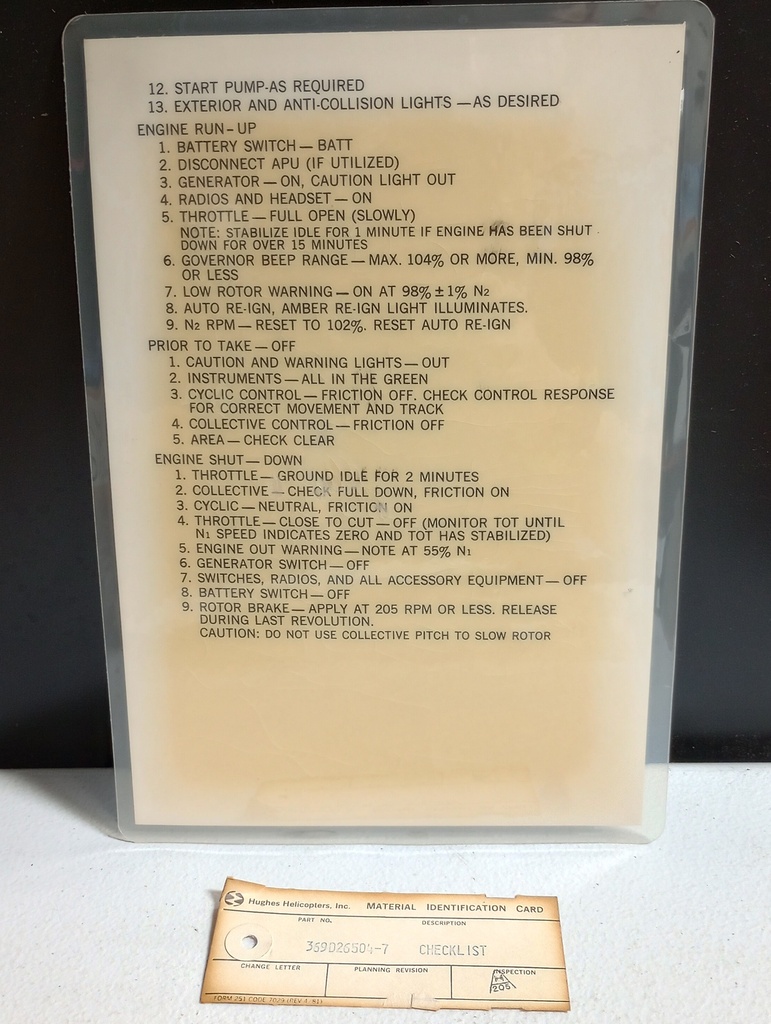 12. START PUMP-AS REQUIRED
13. EXTERIOR AND ANTI-COLLISION LIGHTS — AS DESIRED
ENGINE RUN-UP
1. BATTERY SWITCH — BATT
2. DISCONNECT APU (IF UTILIZED)
3. GENERATOR — ON, CAUTION LIGHT OUT
4. RADIOS AND HEADSET — ON
5. THROTTLE — FULL OPEN (SLOWLY)
NOTE: STABILIZE IDLE FOR 1 MINUTE IF ENGINE HAS BEEN SHUT
DOWN FOR OVER 15 MINUTES
6. GOVERNOR BEEP RANGE — MAX. 104% OR MORE, MIN. 98%
OR LESS
7. LOW ROTOR WARNING — ON AT 98% ± 1% N2
8. AUTO RE-IGN, AMBER RE-IGN LIGHT ILLUMINATES.
9. N2 RPM — RESET TO 102%. RESET AUTO RE-IGN
PRIOR TO TAKE — OFF
1. CAUTION AND WARNING LIGHTS — OUT
2. INSTRUMENTS — ALL IN THE GREEN
3. CYCLIC CONTROL — FRICTION OFF. CHECK CONTROL RESPONSE
FOR CORRECT MOVEMENT AND TRACK
4. COLLECTIVE CONTROL — FRICTION OFF
5. AREA — CHECK CLEAR
ENGINE SHUT — DOWN
1. THROTTLE — GROUND IDLE FOR 2 MINUTES
2. COLLECTIVE — CHECK FULL DOWN, FRICTION ON
3. CYCLIC — NEUTRAL, FRICTION ON
4. THROTTLE — CLOSE TO CUT — OFF (MONITOR TOT UNTIL
N1 SPEED INDICATES ZERO AND TOT HAS STABILIZED)
5. ENGINE OUT WARNING — NOTE AT 55% N1
6. GENERATOR SWITCH — OFF
7. SWITCHES, RADIOS, AND ALL ACCESSORY EQUIPMENT — OFF
8. BATTERY SWITCH — OFF
9. ROTOR BRAKE — APPLY AT 205 RPM OR LESS. RELEASE
DURING LAST REVOLUTION.
CAUTION: DO NOT USE COLLECTIVE PITCH TO SLOW ROTOR
Hughes Helicopters, Inc. MATERIAL IDENTIFICATION CARD
PART NO. DESCRIPTION
369D26504-7 CHECKLIST
CHANGE LETTER PLANNING REVISION INSPECTION
H
205
FORM 251 CODE 7029